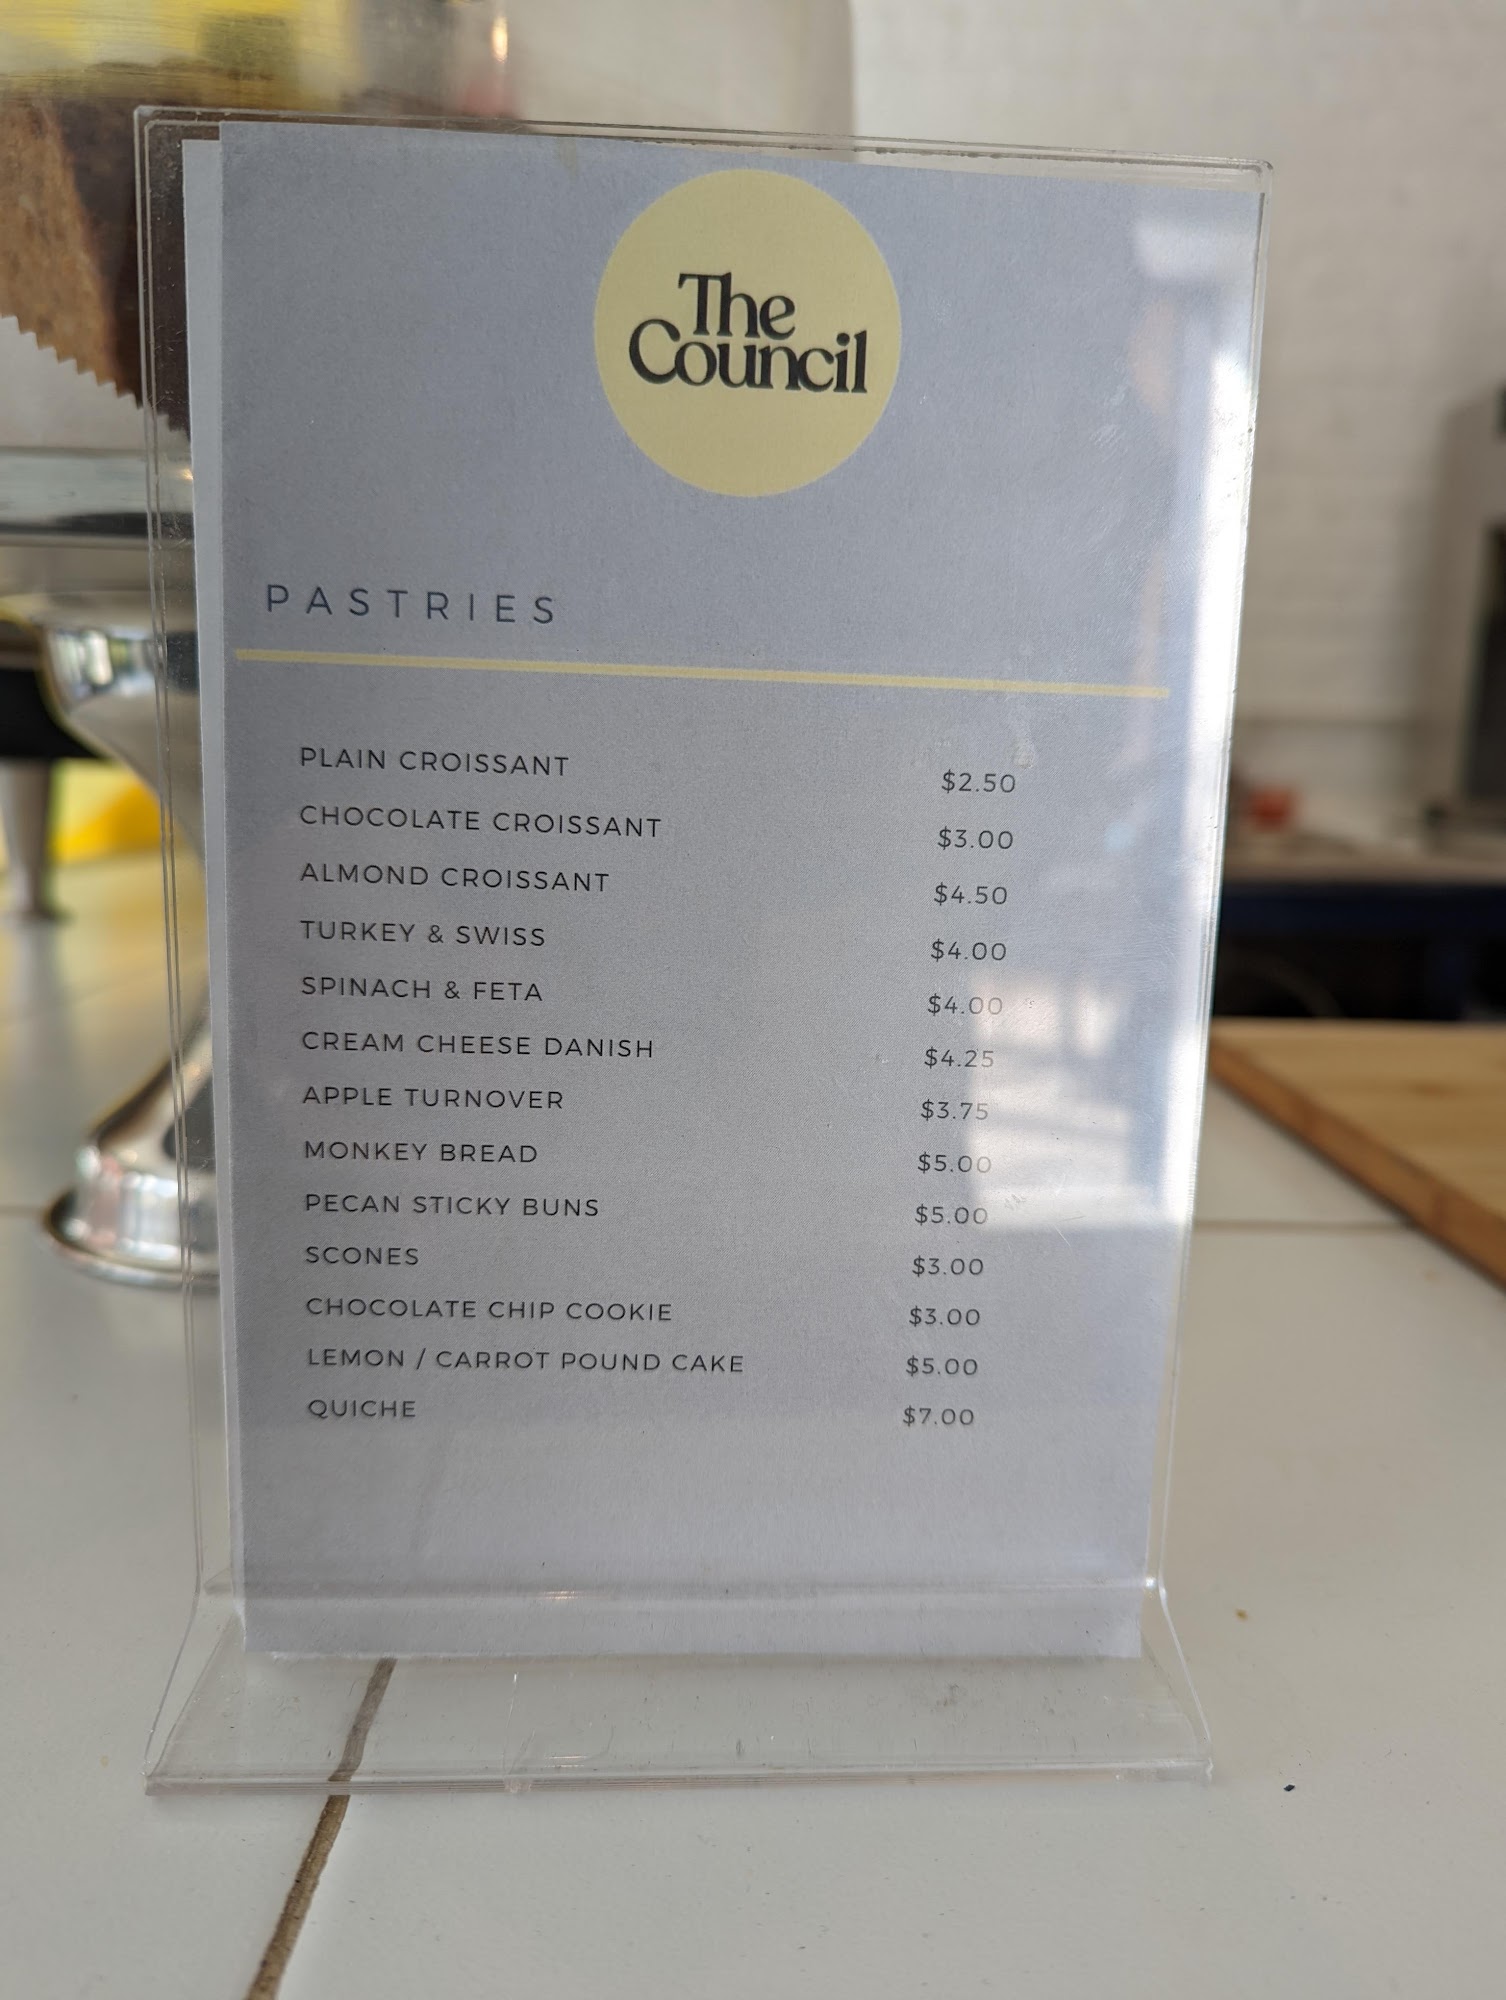 The
Council
PASTRIES
PLAIN CROISSANT $2.50
CHOCOLATE CROISSANT $3.00
ALMOND CROISSANT $4.50
TURKEY & SWISS $4.00
SPINACH & FETA $4.00
CREAM CHEESE DANISH $4.25
APPLE TURNOVER $3.75
MONKEY BREAD $5.00
PECAN STICKY BUNS $5.00
SCONES $3.00
CHOCOLATE CHIP COOKIE $3.00
LEMON / CARROT POUND CAKE $5.00
QUICHE $7.00